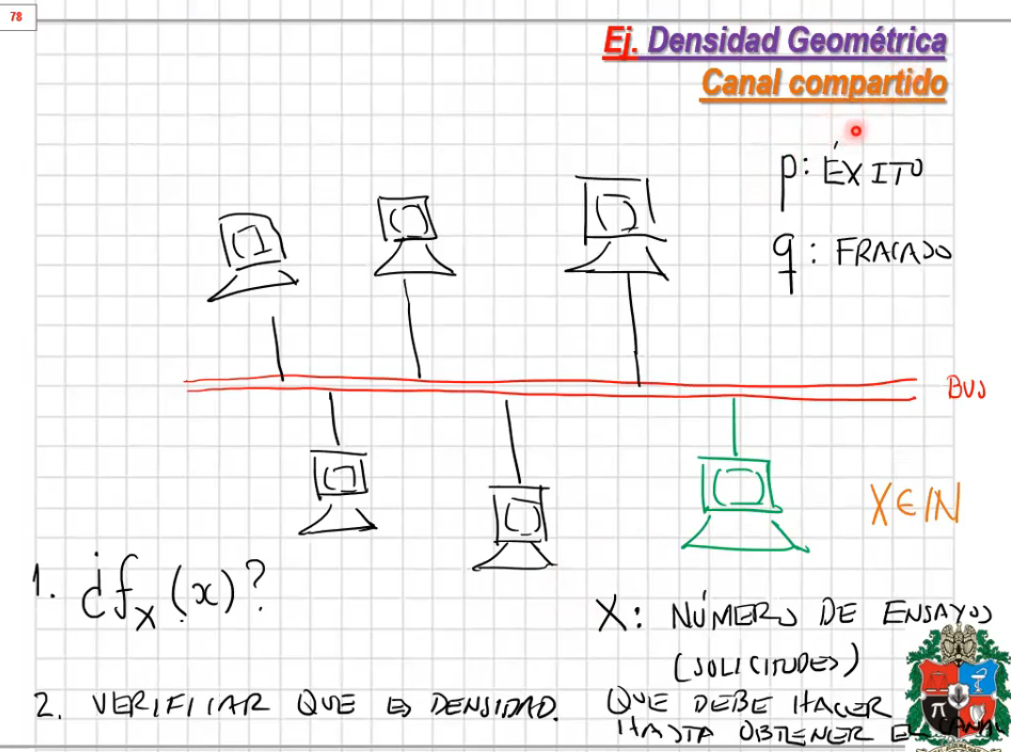 78
Ej. Densidad Geométrica
Canal compartido
p: ÉXITO
q: FRACASO
BUS
X ∈ IN
1. ¿f_X (x)?
X: NÚMERO DE ENSAYOS
(SOLICITUDES)
QUE DEBE HACER
HASTA OBTENER EL CANAL
2. VERIFICAR QUE ES DENSIDAD.